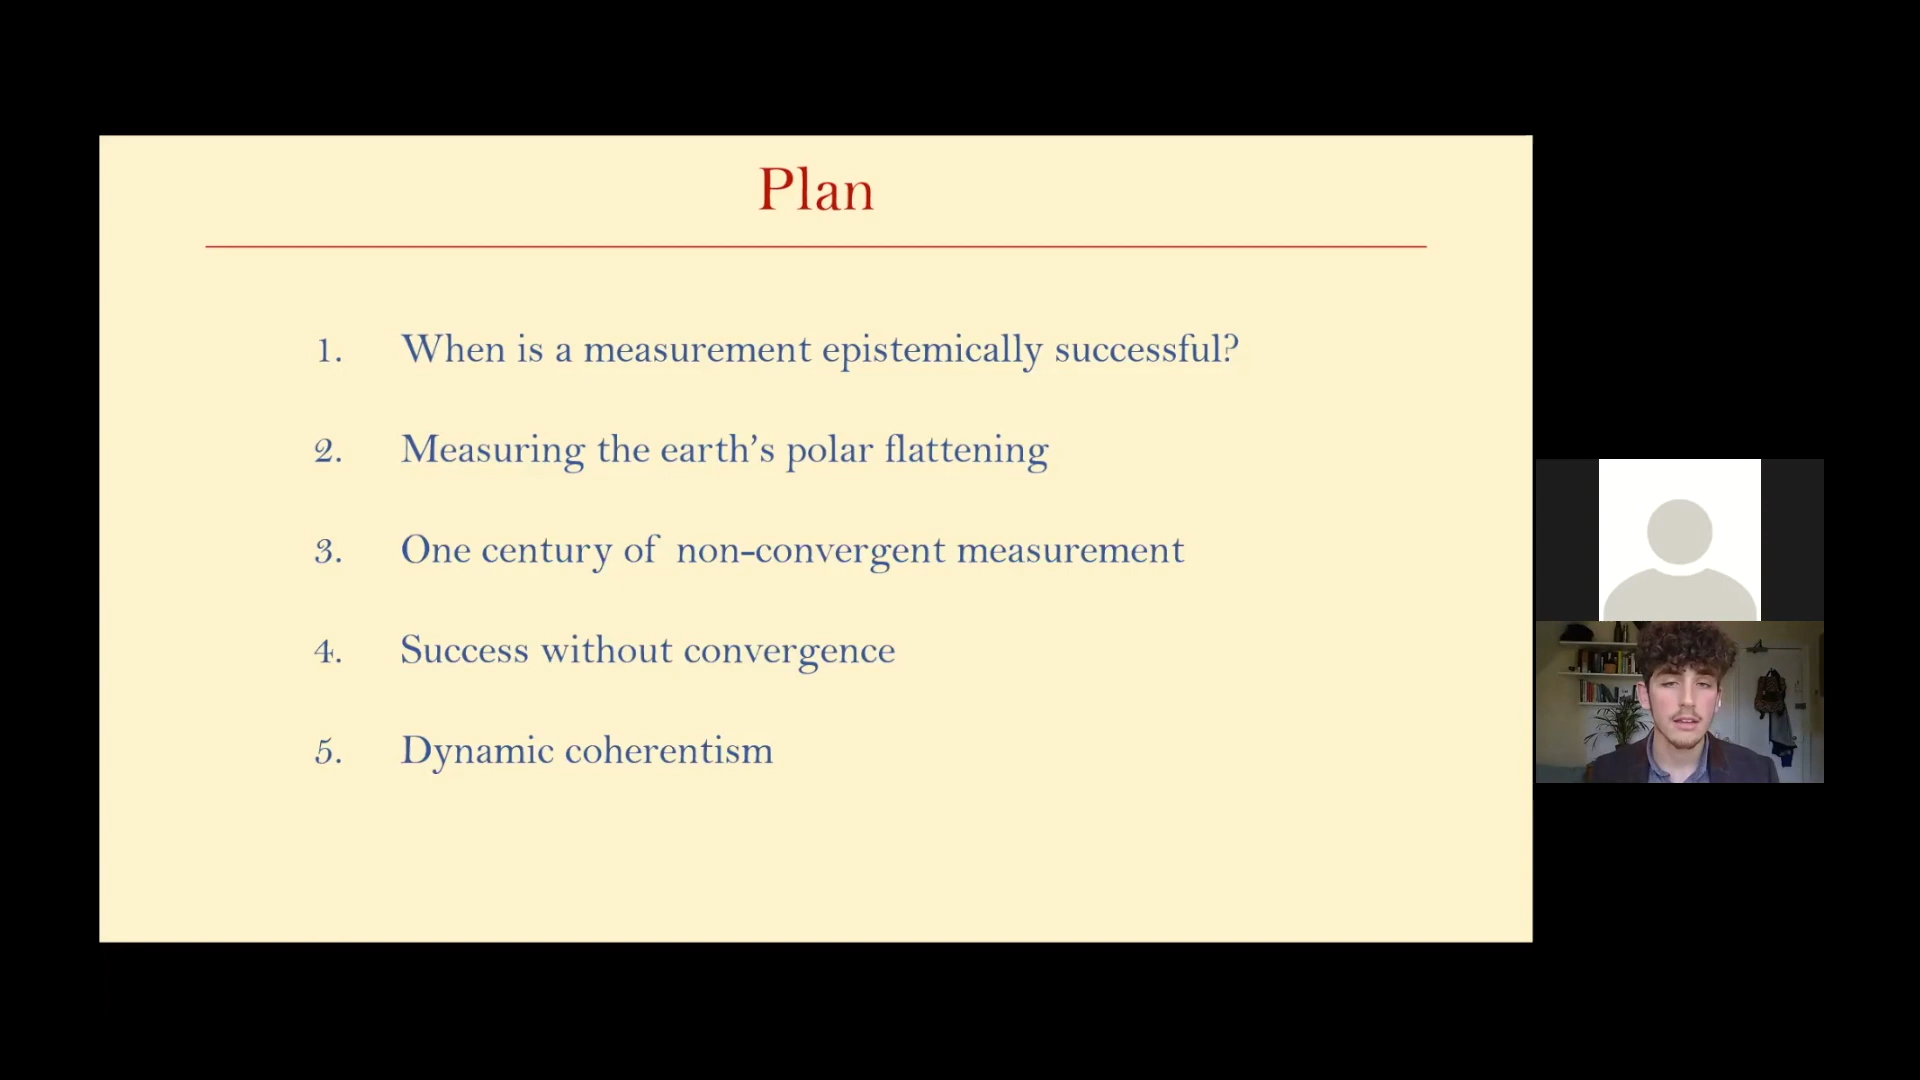 Plan
1. When is a measurement epistemically successful?
2. Measuring the earth’s polar flattening
3. One century of non-convergent measurement
4. Success without convergence
5. Dynamic coherentism